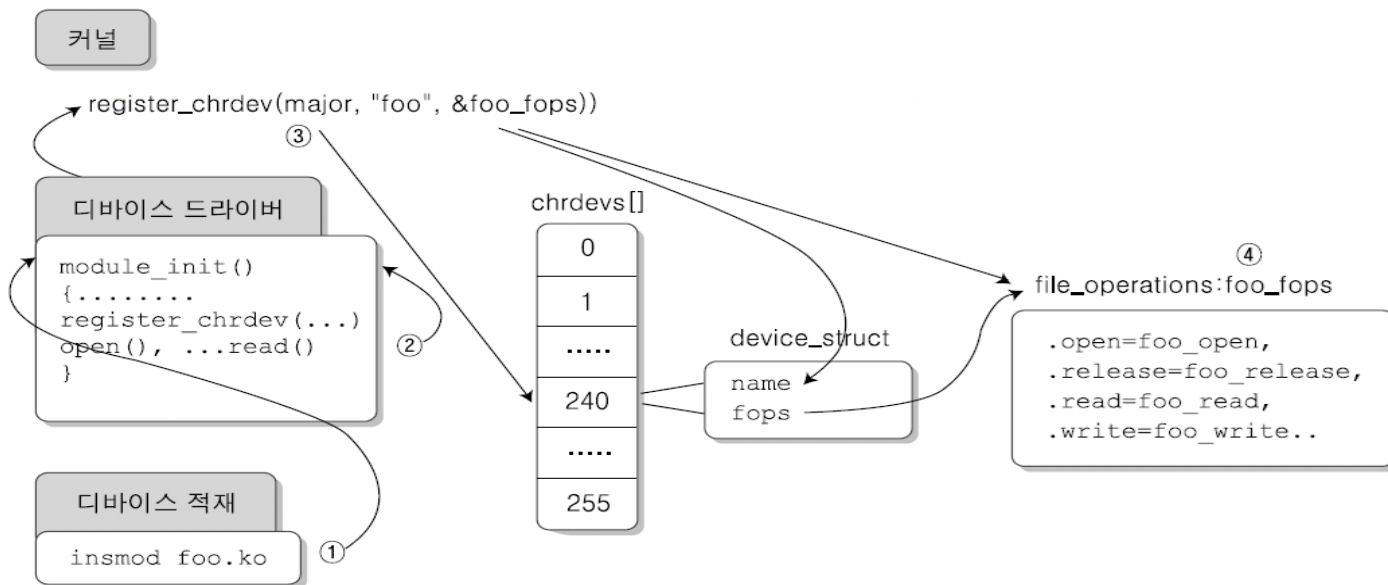 커널
register_chrdev(major, "foo", &foo_fops))
③
디바이스 드라이버
module_init()
{........
register_chrdev(...)
open(), ...read()
}
②
디바이스 적재
insmod foo.ko
①
chrdevs[]
0
1
.....
240
.....
255
device_struct
name
fops
④
file_operations:foo_fops
.open=foo_open,
.release=foo_release,
.read=foo_read,
.write=foo_write..